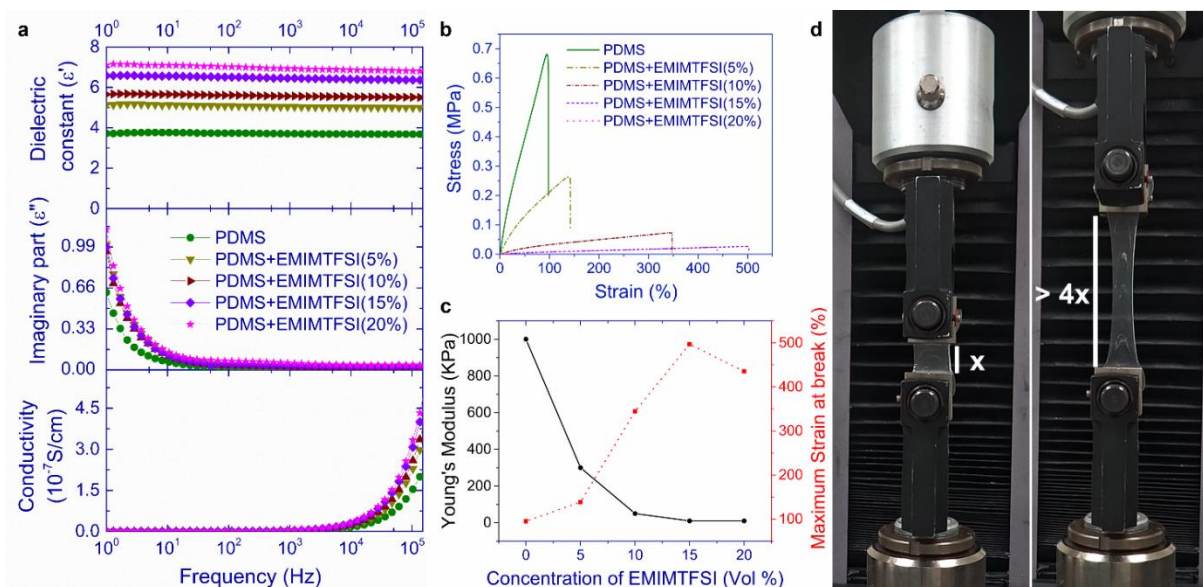 a
10⁰ 10¹ 10² 10³ 10⁴ 10⁵
Dielectric
constant (ε')
8
6
4
2
0
Imaginary part (ε")
0.99
0.66
0.33
0.00
PDMS
PDMS+EMIMTFSI(5%)
PDMS+EMIMTFSI(10%)
PDMS+EMIMTFSI(15%)
PDMS+EMIMTFSI(20%)
Conductivity
(10⁻⁷S/cm)
4.5
3.0
1.5
0.0
10⁰ 10¹ 10² 10³ 10⁴ 10⁵
Frequency (Hz)
b
Stress (MPa)
0.7
0.6
0.5
0.4
0.3
0.2
0.1
0.0
PDMS
PDMS+EMIMTFSI(5%)
PDMS+EMIMTFSI(10%)
PDMS+EMIMTFSI(15%)
PDMS+EMIMTFSI(20%)
0 100 200 300 400 500
Strain (%)
c
Young's Modulus (KPa)
1000
800
600
400
200
0
500
400
300
200
100
Maximum Strain at break (%)
0 5 10 15 20
Concentration of EMIMTFSI (Vol %)
d
x
> 4x